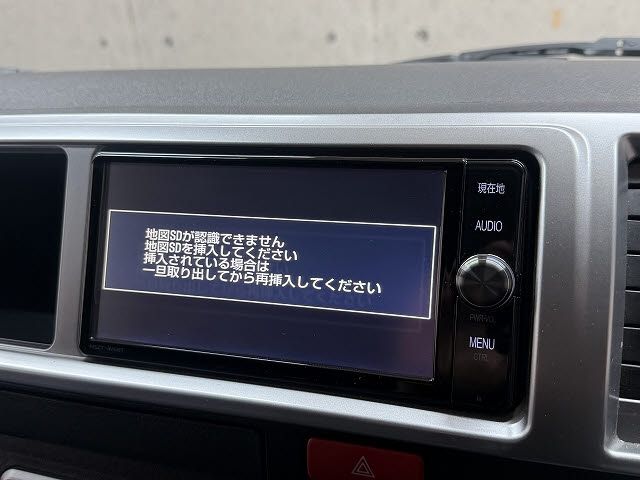 地図SDが認識できません
地図SDを挿入してください
挿入されている場合は
一旦取り出してから再挿入してください
現在地
AUDIO
PWR·VOL
MENU
CTRL